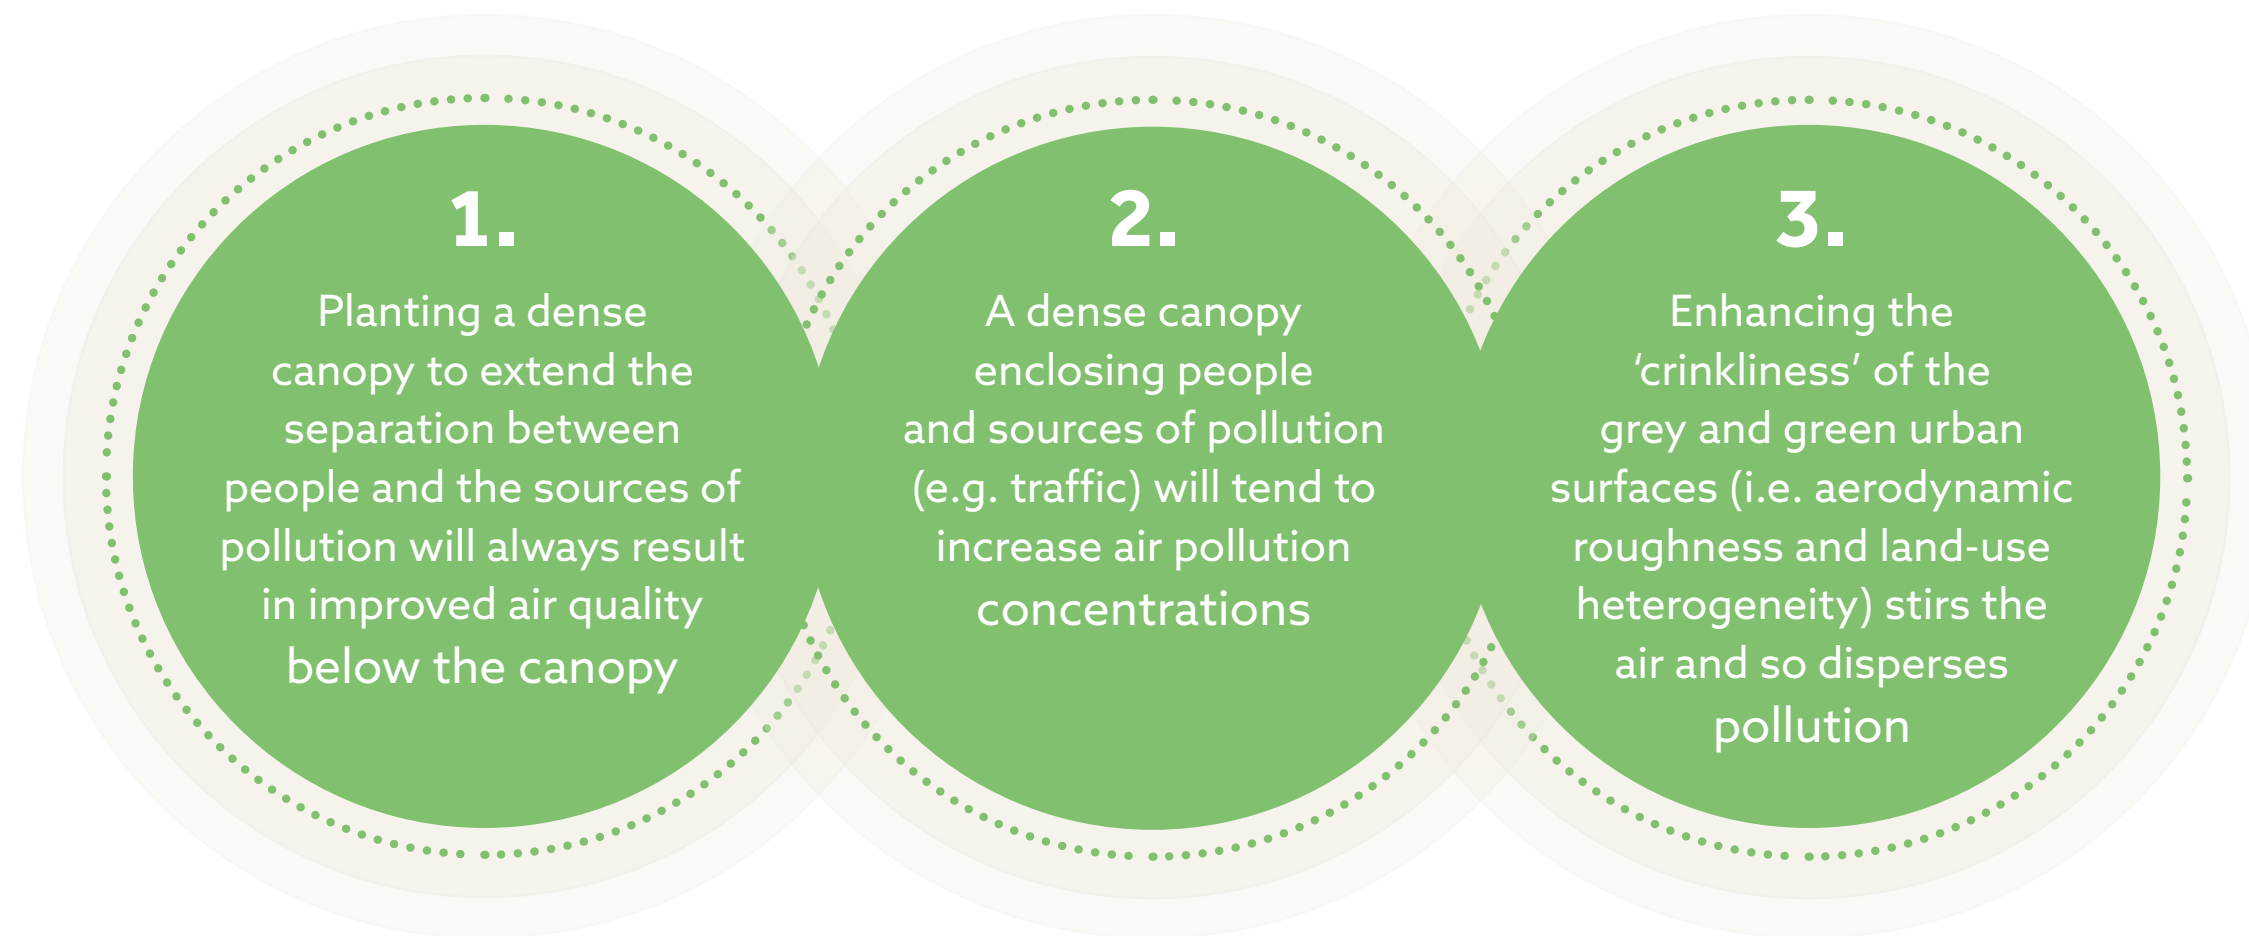 1.
Planting a dense
canopy to extend the
separation between
people and the sources of
pollution will always result
in improved air quality
below the canopy
2.
A dense canopy
enclosing people
and sources of pollution
(e.g. traffic) will tend to
increase air pollution
concentrations
3.
Enhancing the
‘crinkliness’ of the
grey and green urban
surfaces (i.e. aerodynamic
roughness and land-use
heterogeneity) stirs the
air and so disperses
pollution